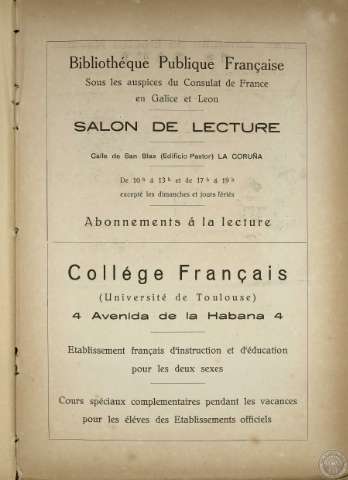 Bibliothéque Publique Française
Sous les auspices du Consulat de France
en Galice et Leon
SALON DE LECTURE
Calle de San Blas (Edificio Pastor) LA CORUÑA
De 10 h á 13 h et de 17 h á 19 h
excepté les dimanches et jours fériés
Abonnements á la lecture
Collége Français
(Université de Toulouse)
4 Avenida de la Habana 4
Etablissement français d'instruction et d'éducation
pour les deux sexes
Cours spéciaux complementaires pendant les vacances
pour les éléves des Etablissements officiels